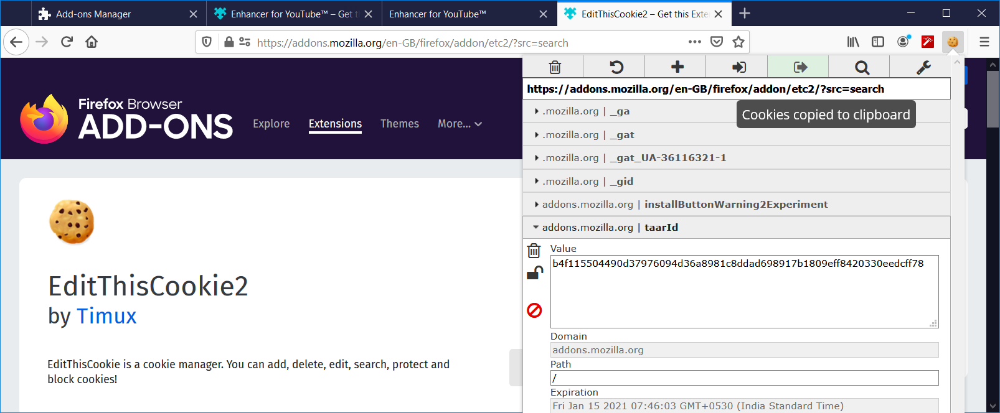 Add-ons Manager
Enhancer for YouTube™ – Get t
Enhancer for YouTube™
EditThisCookie2 – Get this Exte
https://addons.mozilla.org/en-GB/firefox/addon/etc2/?src=search
https://addons.mozilla.org/en-GB/firefox/addon/etc2/?src=search
Cookies copied to clipboard
Firefox Browser
ADD-ONS
Explore
Extensions
Themes
More...
.mozilla.org | _ga
.mozilla.org | _gat
.mozilla.org | _gat_UA-36116321-1
.mozilla.org | _gid
addons.mozilla.org | installButtonWarning2Experiment
addons.mozilla.org | taarId
Value
b4f115504490d37976094d36a8981c8ddad698917b1809eff8420330eedcff78
Domain
addons.mozilla.org
Path
/
Expiration
Fri Jan 15 2021 07:46:03 GMT+0530 (India Standard Time)
EditThisCookie2
by Timux
EditThisCookie is a cookie manager. You can add, delete, edit, search, protect and
block cookies!